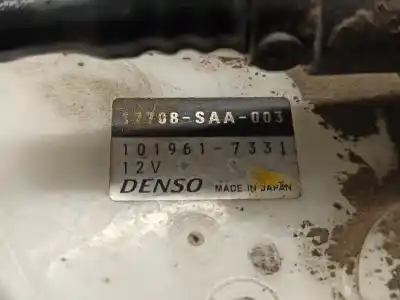 17708-SAA-003
101961-7331
12V
DENSO MADE IN JAPAN